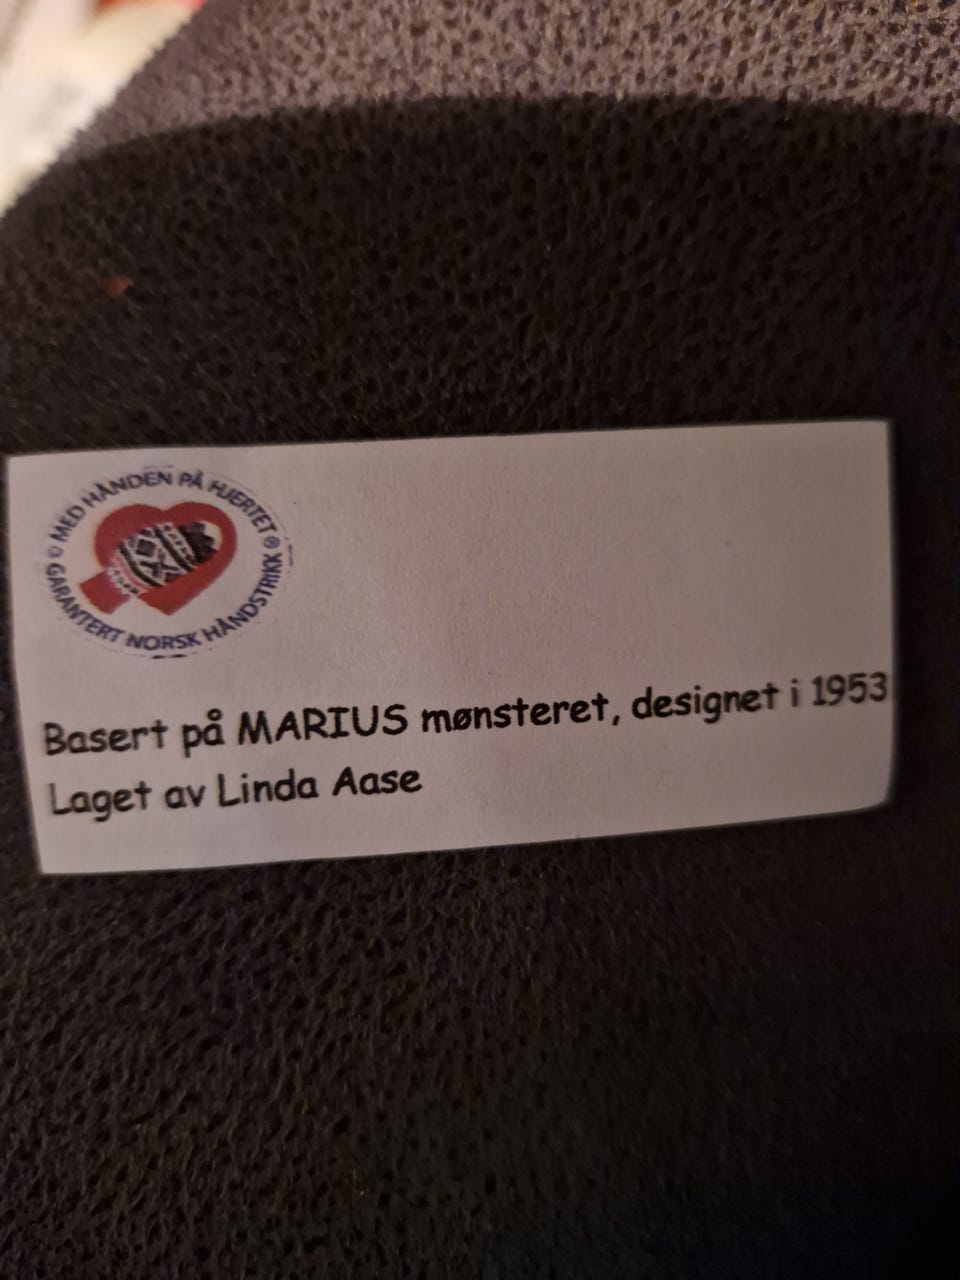 MED HÅNDEN PÅ HJERTET ®
© GARANTERT NORSK HÅNDSTRIKK
Basert på MARIUS mønsteret, designet i 1953
Laget av Linda Aase